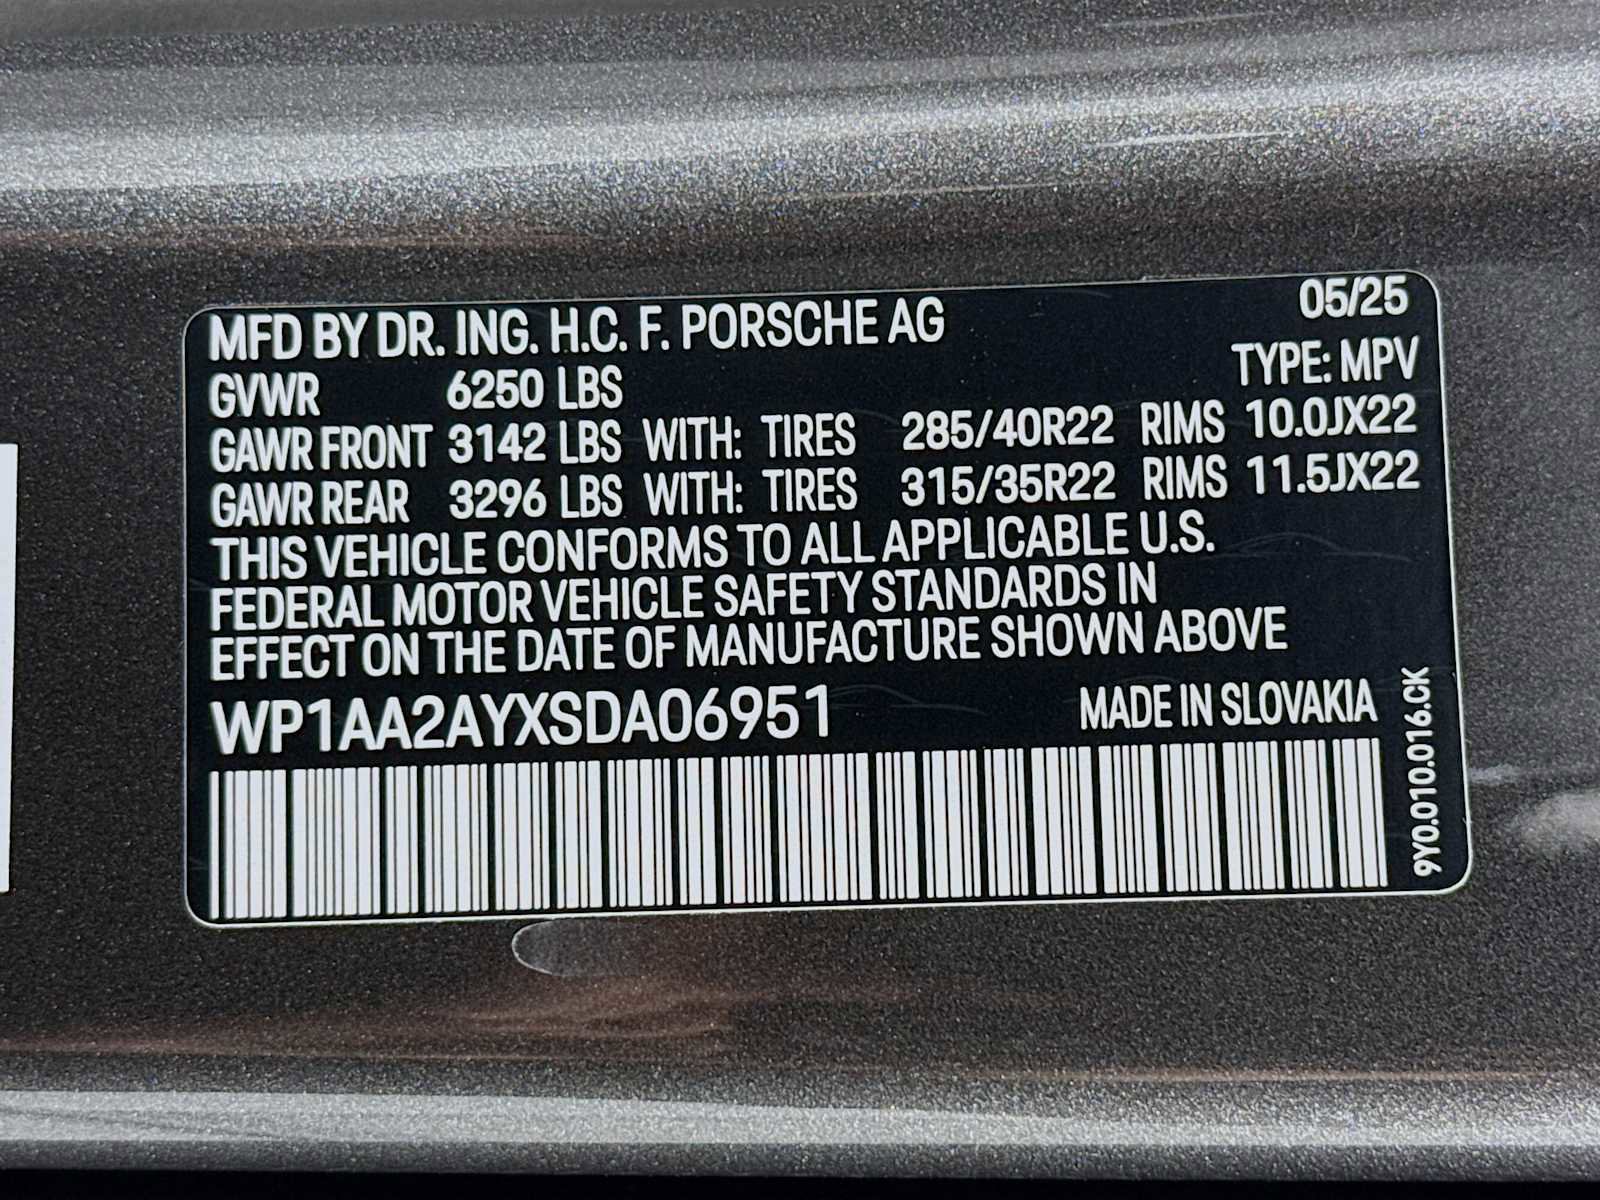 MFD BY DR. ING. H.C. F. PORSCHE AG 05/25
GVWR 6250 LBS TYPE: MPV
GAWR FRONT 3142 LBS WITH: TIRES 285/40R22 RIMS 10.0JX22
GAWR REAR 3296 LBS WITH: TIRES 315/35R22 RIMS 11.5JX22
THIS VEHICLE CONFORMS TO ALL APPLICABLE U.S.
FEDERAL MOTOR VEHICLE SAFETY STANDARDS IN
EFFECT ON THE DATE OF MANUFACTURE SHOWN ABOVE
WP1AA2AYXSDA06951 MADE IN SLOVAKIA
9Y0.010.016.CK